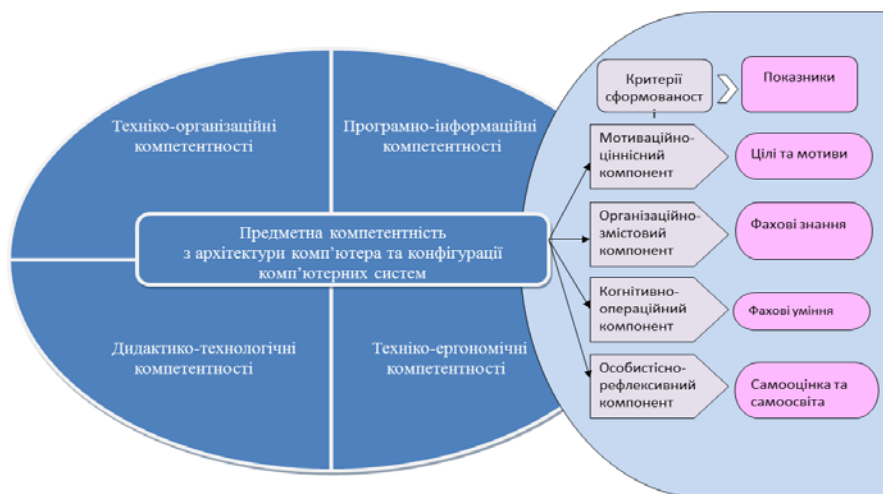 Техніко-організаційні
компетентності
Програмно-інформаційні
компетентності
Предметна компетентність
з архітектури комп’ютера та конфігурації
комп’ютерних систем
Дидактико-технологічні
компетентності
Техніко-ергономічні
компетентності
Критерії
сформованост
і
Показники
Мотиваційно-
ціннісний
компонент
Цілі та мотиви
Організаційно-
змістовий
компонент
Фахові знання
Когнітивно-
операційний
компонент
Фахові уміння
Особистісно-
рефлексивний
компонент
Самооцінка та
самоосвіта